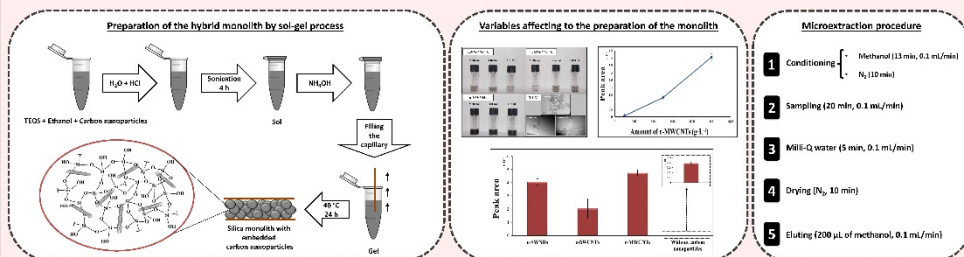 Preparation of the hybrid monolith by sol-gel process
H₂O + HCl
Sonication
4 h
NH₄OH
TEOS + Ethanol + Carbon nanoparticles
Sol
Filling
the
capillary
40 °C
24 h
Silica monolith with
embedded
carbon nanoparticles
Gel
Variables affecting to the preparation of the monolith
Peak area
Amount of c-MWCNTs (g·L⁻¹)
Peak area
c-SWCNTs
c-MWCNTs
Without carbon
nanoparticles
Microextraction procedure
1 Conditioning
Methanol (13 min, 0.1 mL/min)
N₂ (10 min)
2 Sampling (20 min, 0.1 mL/min)
3 Milli-Q water (5 min, 0.1 mL/min)
4 Drying (N₂, 10 min)
5 Eluting (200 µL of methanol, 0.1 mL/min)